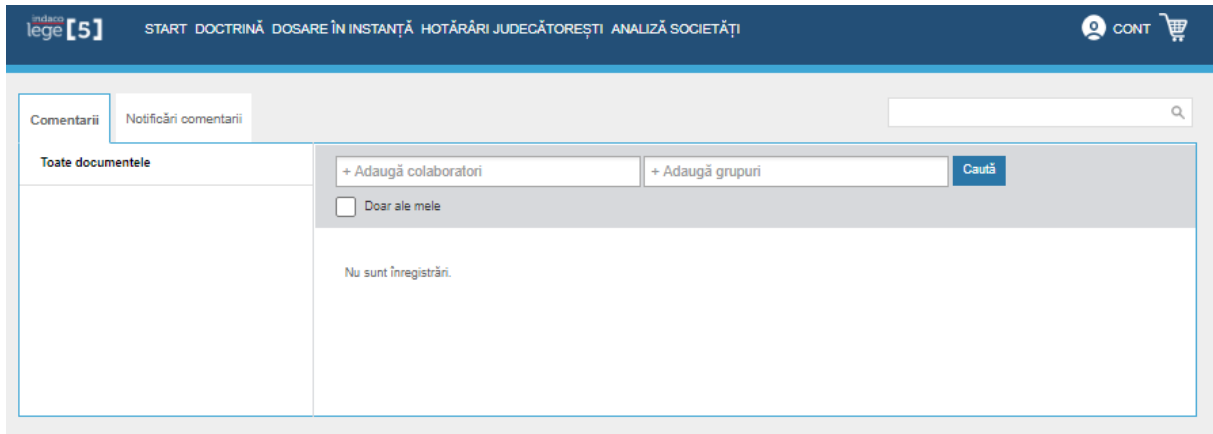 indaco
lege [5]
START DOCTRINĂ DOSARE ÎN INSTANȚĂ HOTĂRÂRI JUDECĂTOREȘTI ANALIZĂ SOCIETĂȚI CONT
Comentarii Notificări comentarii
Toate documentele
+ Adaugă colaboratori + Adaugă grupuri Caută
Doar ale mele
Nu sunt înregistrări.